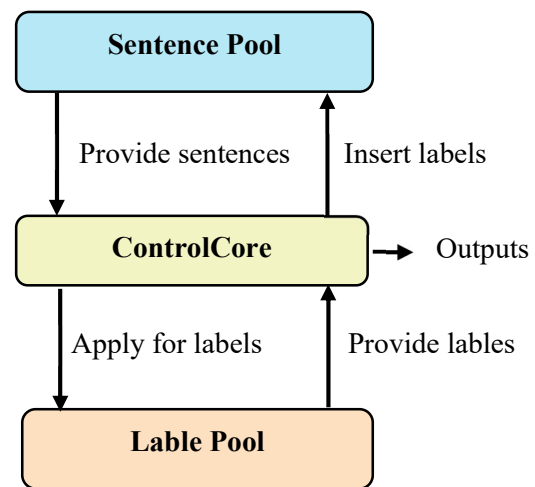 Sentence Pool
Provide sentences
Insert labels
ControlCore
Outputs
Apply for labels
Provide lables
Lable Pool